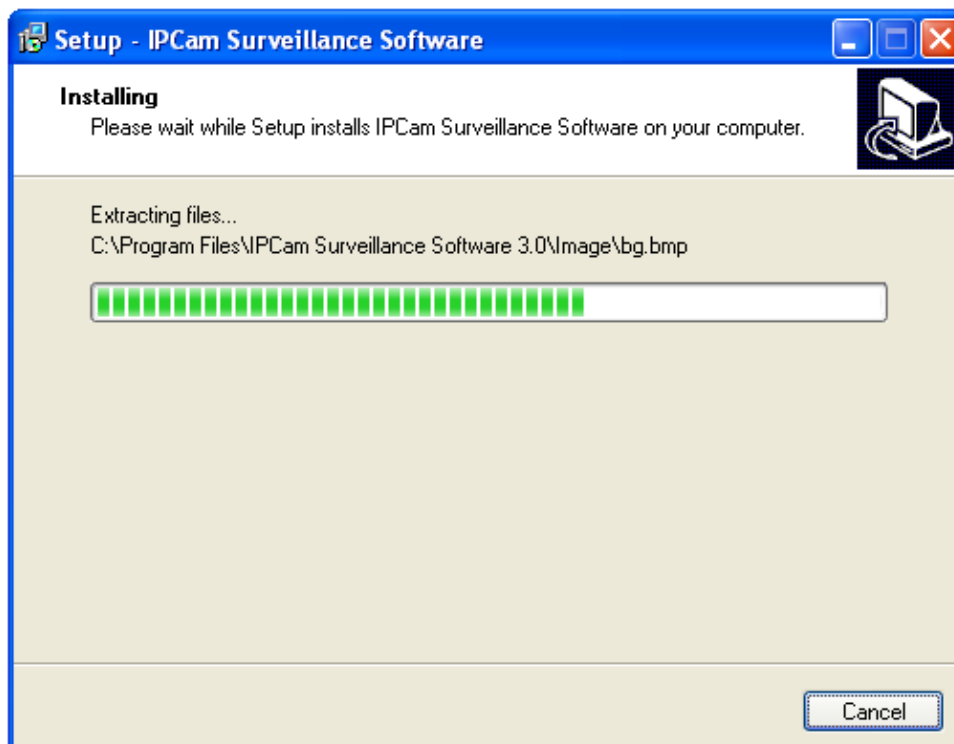 Setup - IPCam Surveillance Software
Installing
Please wait while Setup installs IPCam Surveillance Software on your computer.
Extracting files...
C:\Program Files\IPCam Surveillance Software 3.0\Image\bg.bmp
Cancel